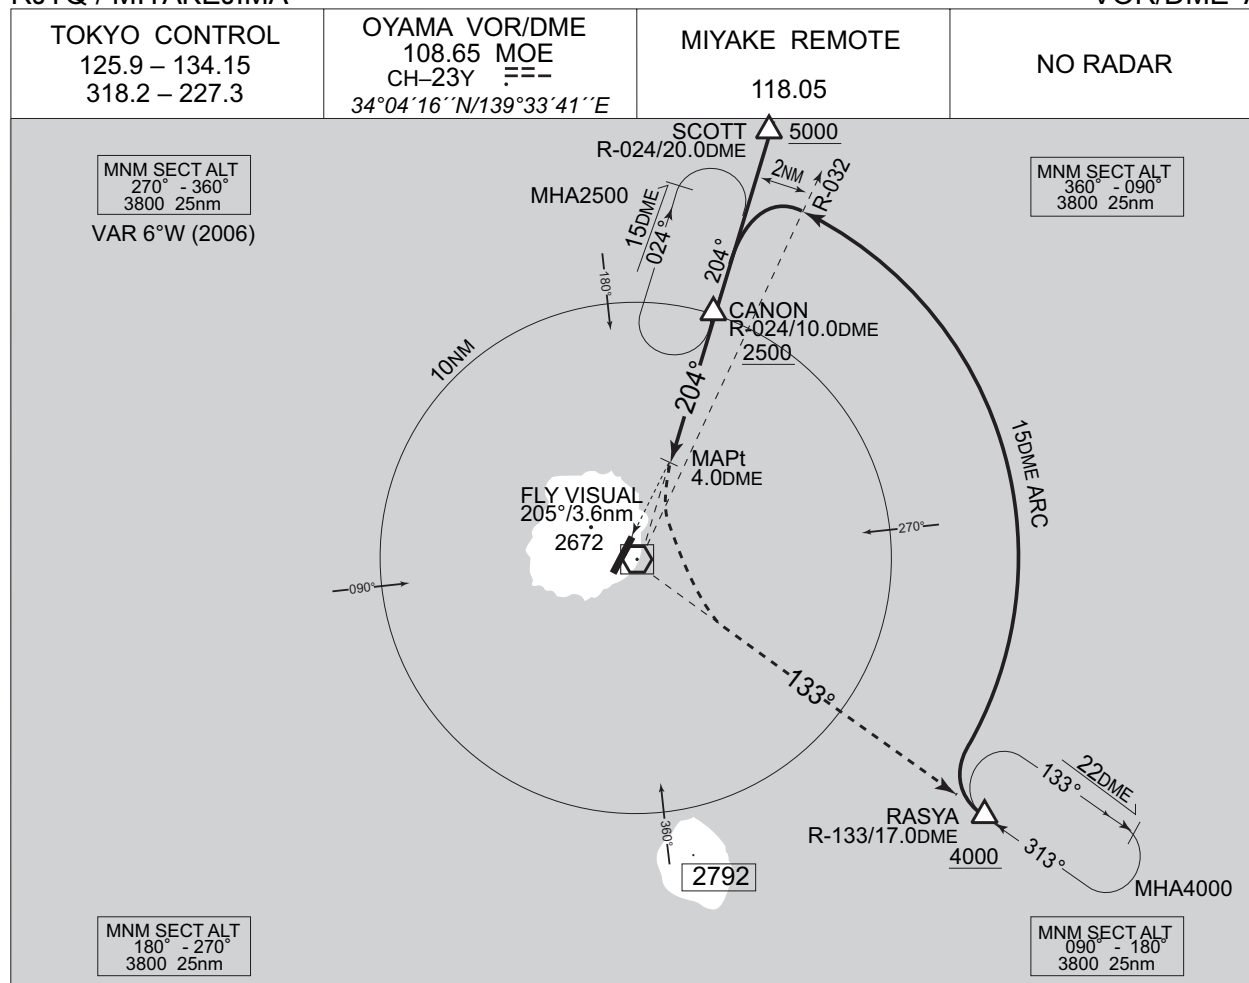 TOKYO CONTROL
125.9 – 134.15
318.2 – 227.3
OYAMA VOR/DME
108.65 MOE
CH–23Y
34°04´16´´N/139°33´41´´E
MIYAKE REMOTE
118.05
NO RADAR
MNM SECT ALT
270° - 360°
3800 25nm
VAR 6°W (2006)
SCOTT 5000
R-024/20.0DME
MHA2500
15DME
024°
2NM
R-032
MNM SECT ALT
360° - 090°
3800 25nm
204°
180°
CANON
R-024/10.0DME
2500
10NM
204°
MAPt
4.0DME
15DME ARC
FLY VISUAL
205°/3.6nm
2672
270°
090°
133°
360°
RASYA
R-133/17.0DME
4000
133°
22DME
313°
MHA4000
2792
MNM SECT ALT
180° - 270°
3800 25nm
MNM SECT ALT
090° - 180°
3800 25nm